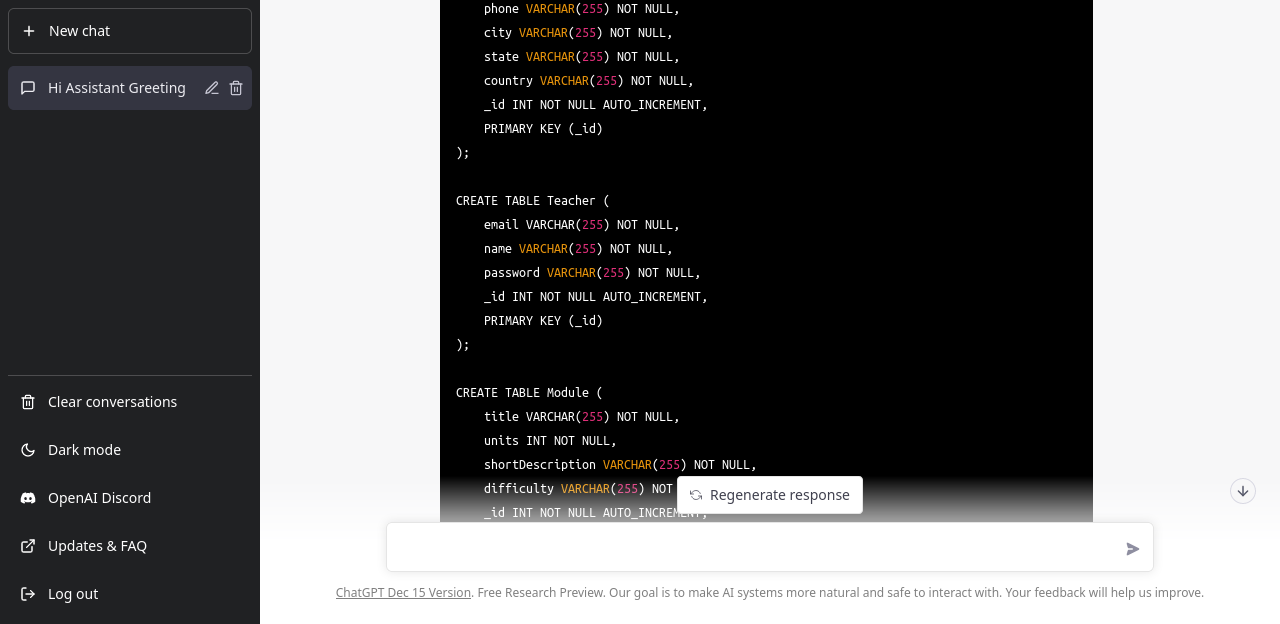 New chat
Hi Assistant Greeting
Clear conversations
Dark mode
OpenAI Discord
Updates & FAQ
Log out
phone VARCHAR(255) NOT NULL,
city VARCHAR(255) NOT NULL,
state VARCHAR(255) NOT NULL,
country VARCHAR(255) NOT NULL,
_id INT NOT NULL AUTO_INCREMENT,
PRIMARY KEY (_id)
);
CREATE TABLE Teacher (
email VARCHAR(255) NOT NULL,
name VARCHAR(255) NOT NULL,
password VARCHAR(255) NOT NULL,
_id INT NOT NULL AUTO_INCREMENT,
PRIMARY KEY (_id)
);
CREATE TABLE Module (
title VARCHAR(255) NOT NULL,
units INT NOT NULL,
shortDescription VARCHAR(255) NOT NULL,
difficulty VARCHAR(255) NOT
Regenerate response
_id INT NOT NULL AUTO_INCREMENT,
ChatGPT Dec 15 Version. Free Research Preview. Our goal is to make AI systems more natural and safe to interact with. Your feedback will help us improve.